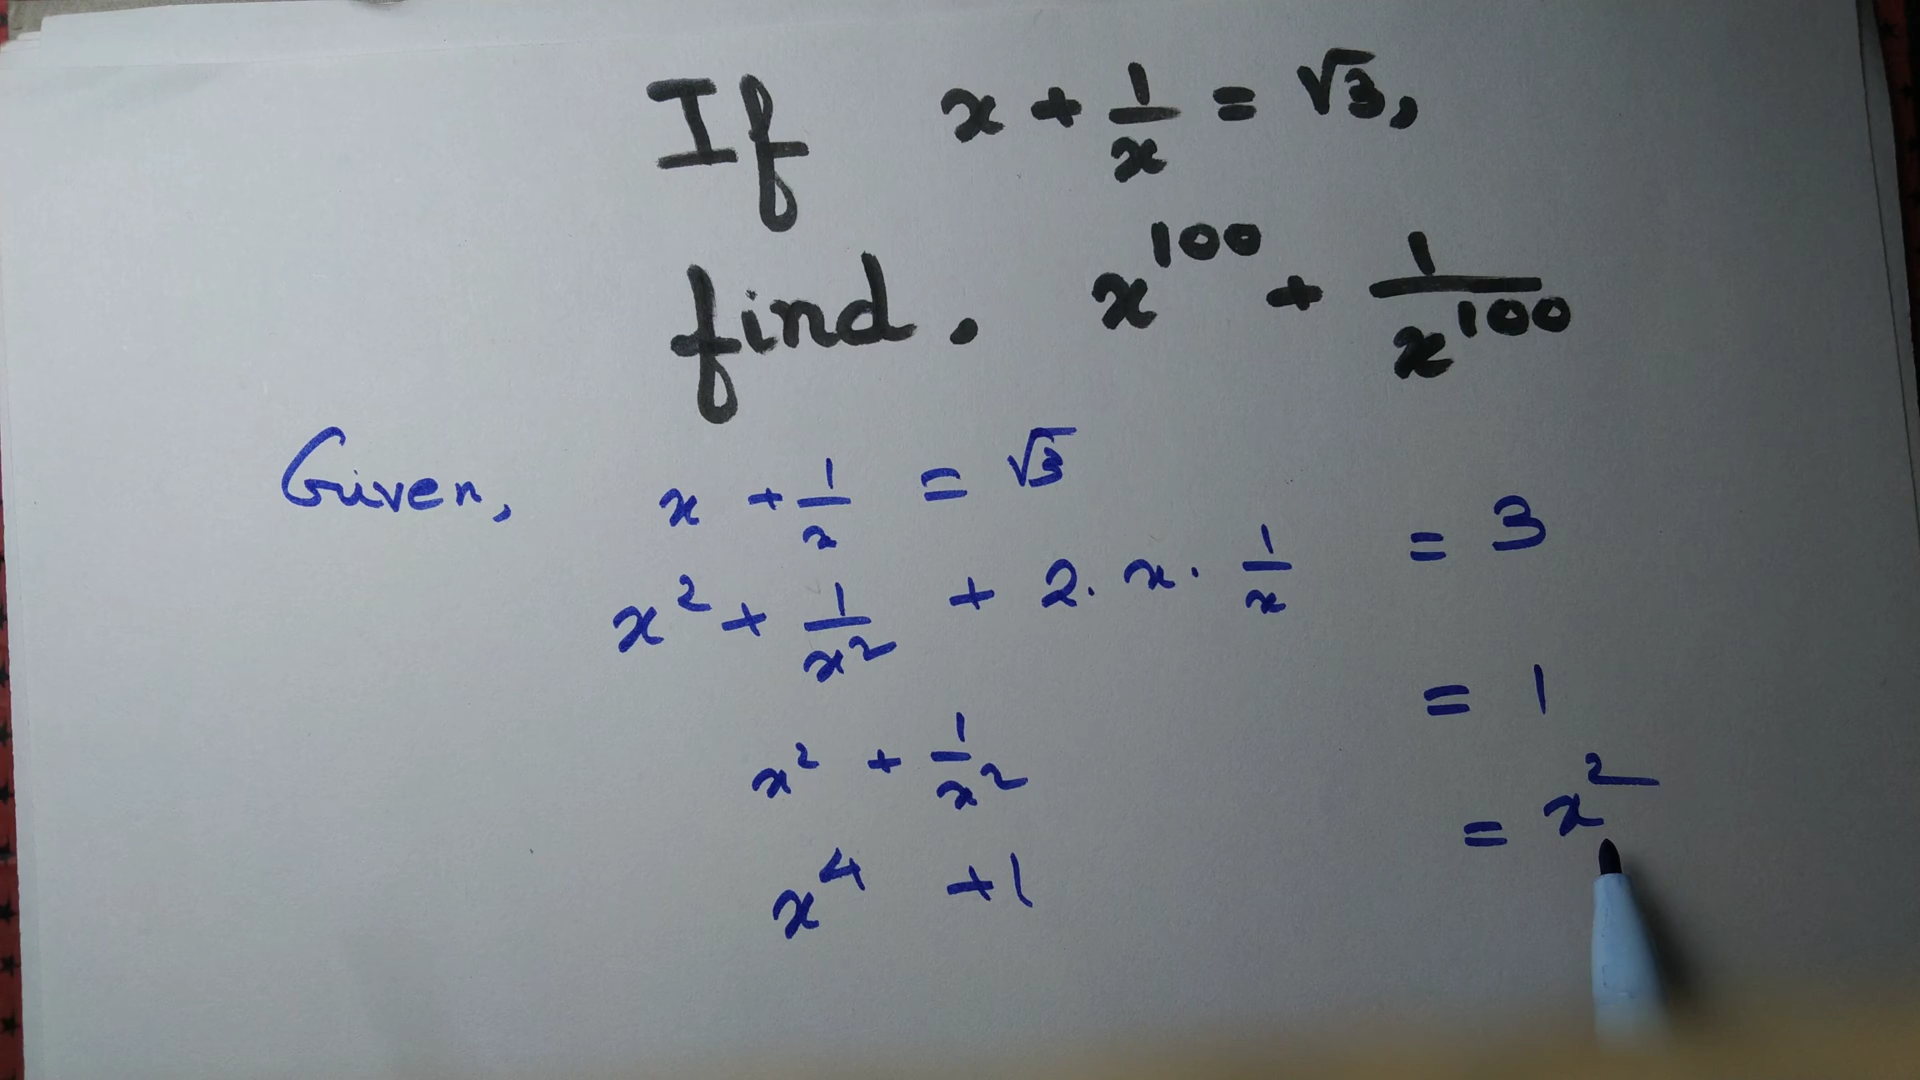 If x + 1/x = √3,
find. x^100 + 1/x^100
Given, x + 1/x = √3
x^2 + 1/x^2 + 2. x. 1/x = 3
x^2 + 1/x^2 = 1
x^4 + 1 = x^2